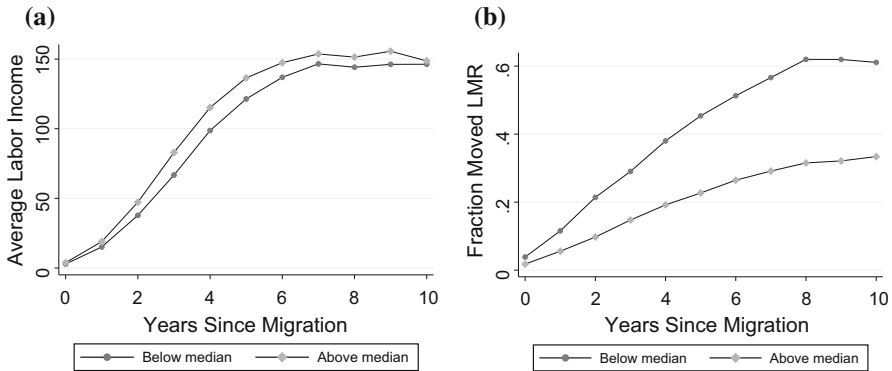 (a)
Average Labor Income
150
100
50
0
0 2 4 6 8 10
Years Since Migration
Below median Above median
(b)
Fraction Moved LMR
.6
.4
.2
0
0 2 4 6 8 10
Years Since Migration
Below median Above median